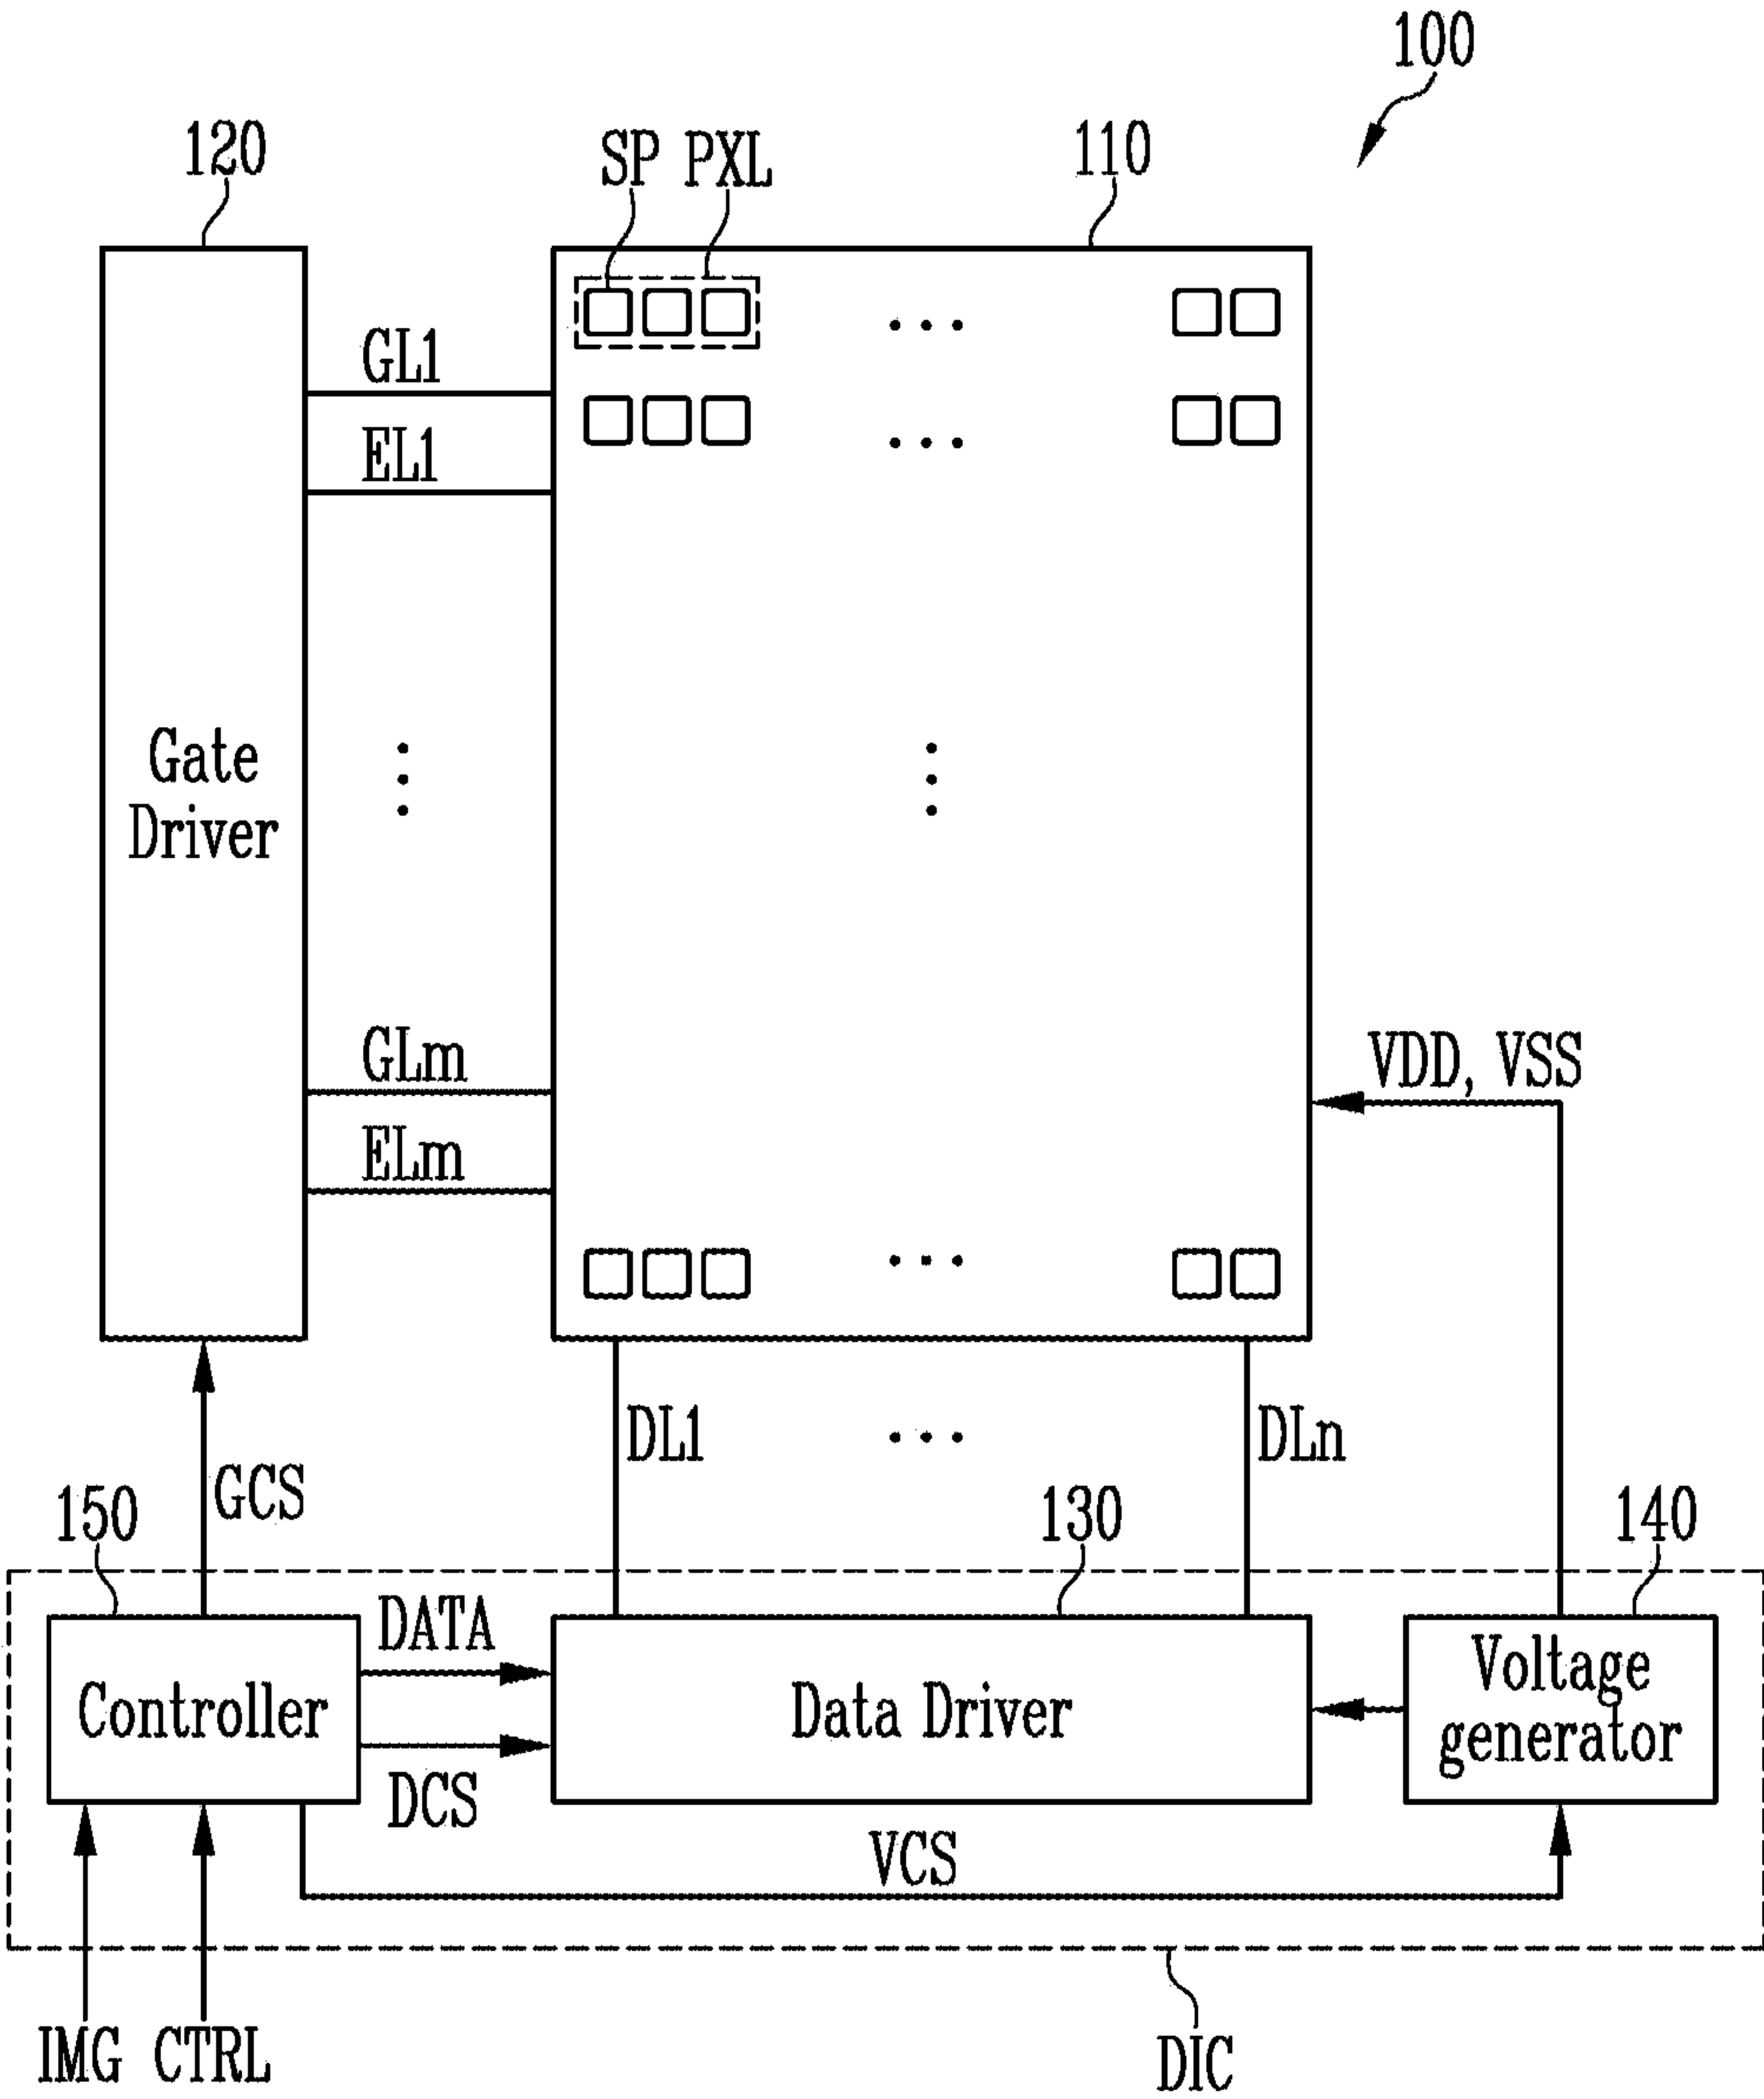 100
120
SP PXL
110
GL1
EL1
Gate
Driver
GLm
ELm
VDD, VSS
DL1
DLn
GCS
150
130
140
DATA
Controller
Data Driver
Voltage
generator
DCS
VCS
IMG CTRL
DIC